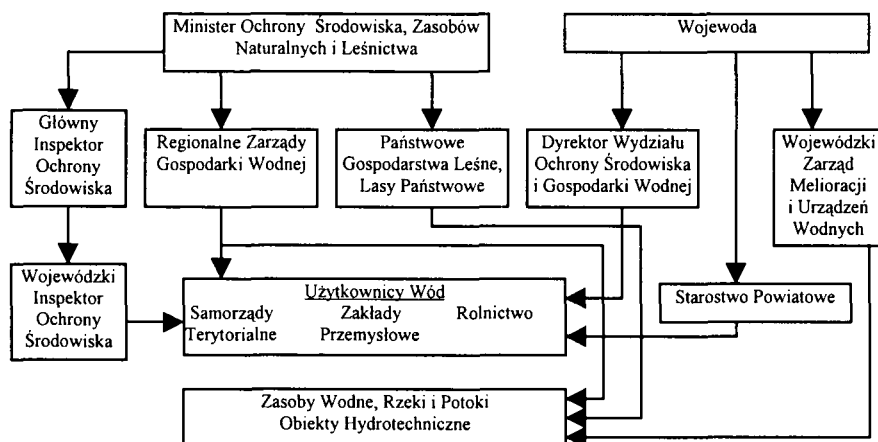 Minister Ochrony Środowiska, Zasobów
Naturalnych i Leśnictwa
Wojewoda
Główny
Inspektor
Ochrony
Środowiska
Regionalne Zarządy
Gospodarki Wodnej
Państwowe
Gospodarstwa Leśne,
Lasy Państwowe
Dyrektor Wydziału
Ochrony Środowiska
i Gospodarki Wodnej
Wojewódzki
Zarząd
Melioracji
i Urządzeń
Wodnych
Wojewódzki
Inspektor
Ochrony
Środowiska
Użytkownicy Wód
Samorządy Zakłady Rolnictwo
Terytorialne Przemysłowe
Starostwo Powiatowe
Zasoby Wodne, Rzeki i Potoki
Obiekty Hydrotechniczne